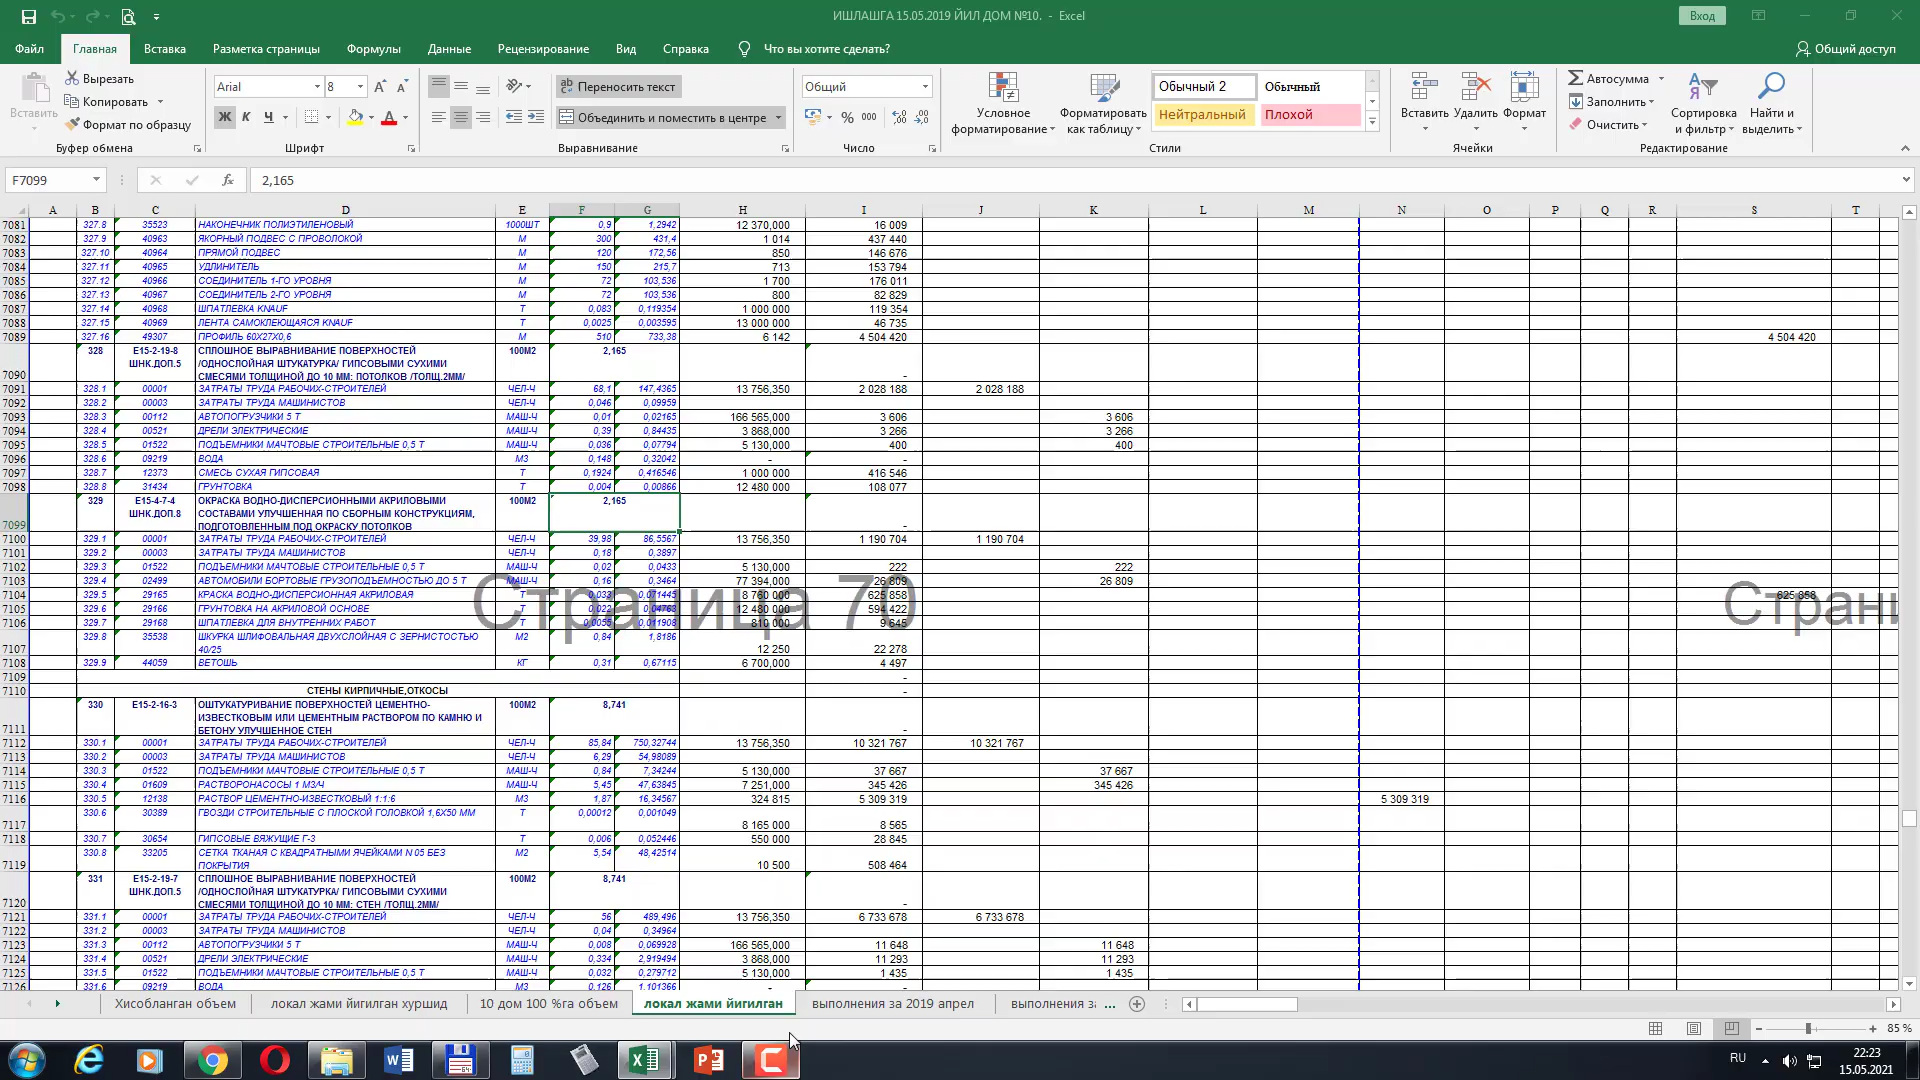 ИШЛАШГА 15.05.2019 ЙИЛ ДОМ №10. - Excel
Вход
Файл Главная Вставка Разметка страницы Формулы Данные Рецензирование Вид Справка Что вы хотите сделать? Общий доступ
Вставить Вырезать Копировать Формат по образцу
Буфер обмена
Arial 8
Ж К Ч
Шрифт
Переносить текст
Объединить и поместить в центре
Выравнивание
Общий
% 000
Число
Условное форматирование Форматировать как таблицу
Обычный 2 Обычный
Нейтральный Плохой
Стили
Вставить Удалить Формат
Ячейки
Автосумма
Заполнить
Очистить
Сортировка и фильтр Найти и выделить
Редактирование
F7099 fx 2,165
A B C D E F G H I J K L M N O P Q R S T
7081 327.8 35523 НАКОНЕЧНИК ПОЛИЭТИЛЕНОВЫЙ 1000ШТ 0,9 1,2942 12 370,000 16 009
7082 327.9 40963 ЯКОРНЫЙ ПОДВЕС С ПРОВОЛОКОЙ М 300 431,4 1 014 437 440
7083 327.10 40964 ПРЯМОЙ ПОДВЕС М 120 172,56 850 146 676
7084 327.11 40965 УДЛИНИТЕЛЬ М 150 215,7 713 153 794
7085 327.12 40966 СОЕДИНИТЕЛЬ 1-ГО УРОВНЯ М 72 103,536 1 700 176 011
7086 327.13 40967 СОЕДИНИТЕЛЬ 2-ГО УРОВНЯ М 72 103,536 800 82 829
7087 327.14 40968 ШПАТЛЕВКА KNAUF Т 0,083 0,119354 1 000 000 119 354
7088 327.15 40969 ЛЕНТА САМОКЛЕЮЩАЯСЯ KNAUF Т 0,0025 0,003595 13 000 000 46 735
7089 327.16 49307 ПРОФИЛЬ 60Х27Х0,6 М 510 733,38 6 142 4 504 420 4 504 420
328 Е15-2-19-8 СПЛОШНОЕ ВЫРАВНИВАНИЕ ПОВЕРХНОСТЕЙ 100М2 2,165
ШНК.ДОП.5 /ОДНОСЛОЙНАЯ ШТУКАТУРКА/ ГИПСОВЫМИ СУХИМИ
7090 СМЕСЯМИ ТОЛЩИНОЙ ДО 10 ММ: ПОТОЛКОВ /ТОЛЩ.2ММ/ -
7091 328.1 00001 ЗАТРАТЫ ТРУДА РАБОЧИХ-СТРОИТЕЛЕЙ ЧЕЛ-Ч 68,1 147,4365 13 756,350 2 028 188 2 028 188
7092 328.2 00003 ЗАТРАТЫ ТРУДА МАШИНИСТОВ ЧЕЛ-Ч 0,046 0,09959
7093 328.3 00112 АВТОПОГРУЗЧИКИ 5 Т МАШ-Ч 0,01 0,02165 166 565,000 3 606 3 606
7094 328.4 00521 ДРЕЛИ ЭЛЕКТРИЧЕСКИЕ МАШ-Ч 0,39 0,84435 3 868,000 3 266 3 266
7095 328.5 01522 ПОДЪЕМНИКИ МАЧТОВЫЕ СТРОИТЕЛЬНЫЕ 0,5 Т МАШ-Ч 0,036 0,07794 5 130,000 400 400
7096 328.6 09219 ВОДА М3 0,148 0,32042 - -
7097 328.7 12373 СМЕСЬ СУХАЯ ГИПСОВАЯ Т 0,1924 0,416546 1 000 000 416 546
7098 328.8 31434 ГРУНТОВКА Т 0,004 0,00866 12 480 000 108 077
329 Е15-4-7-4 ОКРАСКА ВОДНО-ДИСПЕРСИОННЫМИ АКРИЛОВЫМИ 100М2 2,165
ШНК.ДОП.8 СОСТАВАМИ УЛУЧШЕННАЯ ПО СБОРНЫМ КОНСТРУКЦИЯМ,
7099 ПОДГОТОВЛЕННЫМ ПОД ОКРАСКУ ПОТОЛКОВ -
7100 329.1 00001 ЗАТРАТЫ ТРУДА РАБОЧИХ-СТРОИТЕЛЕЙ ЧЕЛ-Ч 39,98 86,5567 13 756,350 1 190 704 1 190 704
7101 329.2 00003 ЗАТРАТЫ ТРУДА МАШИНИСТОВ ЧЕЛ-Ч 0,18 0,3897
7102 329.3 01522 ПОДЪЕМНИКИ МАЧТОВЫЕ СТРОИТЕЛЬНЫЕ 0,5 Т МАШ-Ч 0,02 0,0433 5 130,000 222 222
7103 329.4 02499 АВТОМОБИЛИ БОРТОВЫЕ ГРУЗОПОДЪЕМНОСТЬЮ ДО 5 Т МАШ-Ч 0,16 0,3464 77 394,000 26 809 26 809
7104 329.5 29165 КРАСКА ВОДНО-ДИСПЕРСИОННАЯ АКРИЛОВАЯ Т 0,033 0,071445 8 760 000 625 858 625 858
Страница 70 Страни
7105 329.6 29166 ГРУНТОВКА НА АКРИЛОВОЙ ОСНОВЕ Т 0,022 0,04763 12 480 000 594 422
7106 329.7 29168 ШПАТЛЕВКА ДЛЯ ВНУТРЕННИХ РАБОТ Т 0,0055 0,011908 810 000 9 645
329.8 35538 ШКУРКА ШЛИФОВАЛЬНАЯ ДВУХСЛОЙНАЯ С ЗЕРНИСТОСТЬЮ М2 0,84 1,8186
7107 40/25 12 250 22 278
7108 329.9 44059 ВЕТОШЬ КГ 0,31 0,67115 6 700,000 4 497
7109 -
7110 СТЕНЫ КИРПИЧНЫЕ,ОТКОСЫ -
330 Е15-2-16-3 ОШТУКАТУРИВАНИЕ ПОВЕРХНОСТЕЙ ЦЕМЕНТНО- 100М2 8,741
ИЗВЕСТКОВЫМ ИЛИ ЦЕМЕНТНЫМ РАСТВОРОМ ПО КАМНЮ И
7111 БЕТОНУ УЛУЧШЕННОЕ СТЕН -
7112 330.1 00001 ЗАТРАТЫ ТРУДА РАБОЧИХ-СТРОИТЕЛЕЙ ЧЕЛ-Ч 85,84 750,32744 13 756,350 10 321 767 10 321 767
7113 330.2 00003 ЗАТРАТЫ ТРУДА МАШИНИСТОВ ЧЕЛ-Ч 6,29 54,98089
7114 330.3 01522 ПОДЪЕМНИКИ МАЧТОВЫЕ СТРОИТЕЛЬНЫЕ 0,5 Т МАШ-Ч 0,84 7,34244 5 130,000 37 667 37 667
7115 330.4 01609 РАСТВОРОНАСОСЫ 1 М3/Ч МАШ-Ч 5,45 47,63845 7 251,000 345 426 345 426
7116 330.5 12138 РАСТВОР ЦЕМЕНТНО-ИЗВЕСТКОВЫЙ 1:1:6 М3 1,87 16,34567 324 815 5 309 319 5 309 319
330.6 30389 ГВОЗДИ СТРОИТЕЛЬНЫЕ С ПЛОСКОЙ ГОЛОВКОЙ 1,6Х50 ММ Т 0,00012 0,001049
7117 8 165 000 8 565
7118 330.7 30654 ГИПСОВЫЕ ВЯЖУЩИЕ Г-3 Т 0,006 0,052446 550 000 28 845
330.8 33205 СЕТКА ТКАНАЯ С КВАДРАТНЫМИ ЯЧЕЙКАМИ N 05 БЕЗ М2 5,54 48,42514
7119 ПОКРЫТИЯ 10 500 508 464
331 Е15-2-19-7 СПЛОШНОЕ ВЫРАВНИВАНИЕ ПОВЕРХНОСТЕЙ 100М2 8,741
ШНК.ДОП.5 /ОДНОСЛОЙНАЯ ШТУКАТУРКА/ ГИПСОВЫМИ СУХИМИ
7120 СМЕСЯМИ ТОЛЩИНОЙ ДО 10 ММ: СТЕН /ТОЛЩ.2ММ/ -
7121 331.1 00001 ЗАТРАТЫ ТРУДА РАБОЧИХ-СТРОИТЕЛЕЙ ЧЕЛ-Ч 56 489,496 13 756,350 6 733 678 6 733 678
7122 331.2 00003 ЗАТРАТЫ ТРУДА МАШИНИСТОВ ЧЕЛ-Ч 0,04 0,34964
7123 331.3 00112 АВТОПОГРУЗЧИКИ 5 Т МАШ-Ч 0,008 0,069928 166 565,000 11 648 11 648
7124 331.4 00521 ДРЕЛИ ЭЛЕКТРИЧЕСКИЕ МАШ-Ч 0,334 2,919494 3 868,000 11 293 11 293
7125 331.5 01522 ПОДЪЕМНИКИ МАЧТОВЫЕ СТРОИТЕЛЬНЫЕ 0,5 Т МАШ-Ч 0,032 0,279712 5 130,000 1 435 1 435
7126 331.6 09219 ВОДА М3 0,126 1,101366 - -
Хисобланган объем локал жами йигилган хуршид 10 дом 100 %га объем локал жами йигилган выполнения за 2019 апрел выполнения за ...
85 %
RU 22:23
15.05.2021